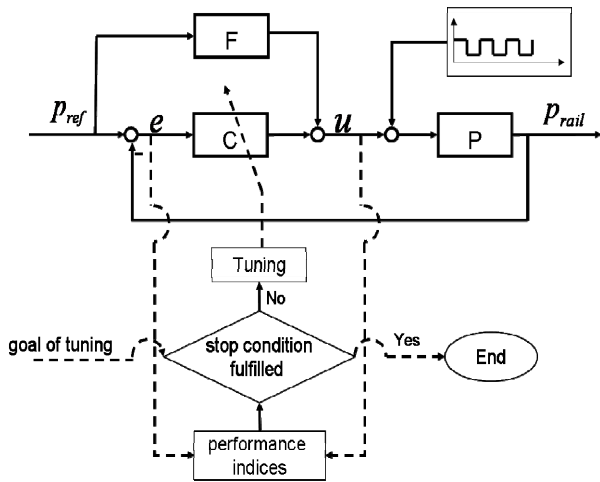 F
p_ref
e
C
u
P
p_rail
Tuning
No
goal of tuning
stop condition
fulfilled
Yes
End
performance
indices